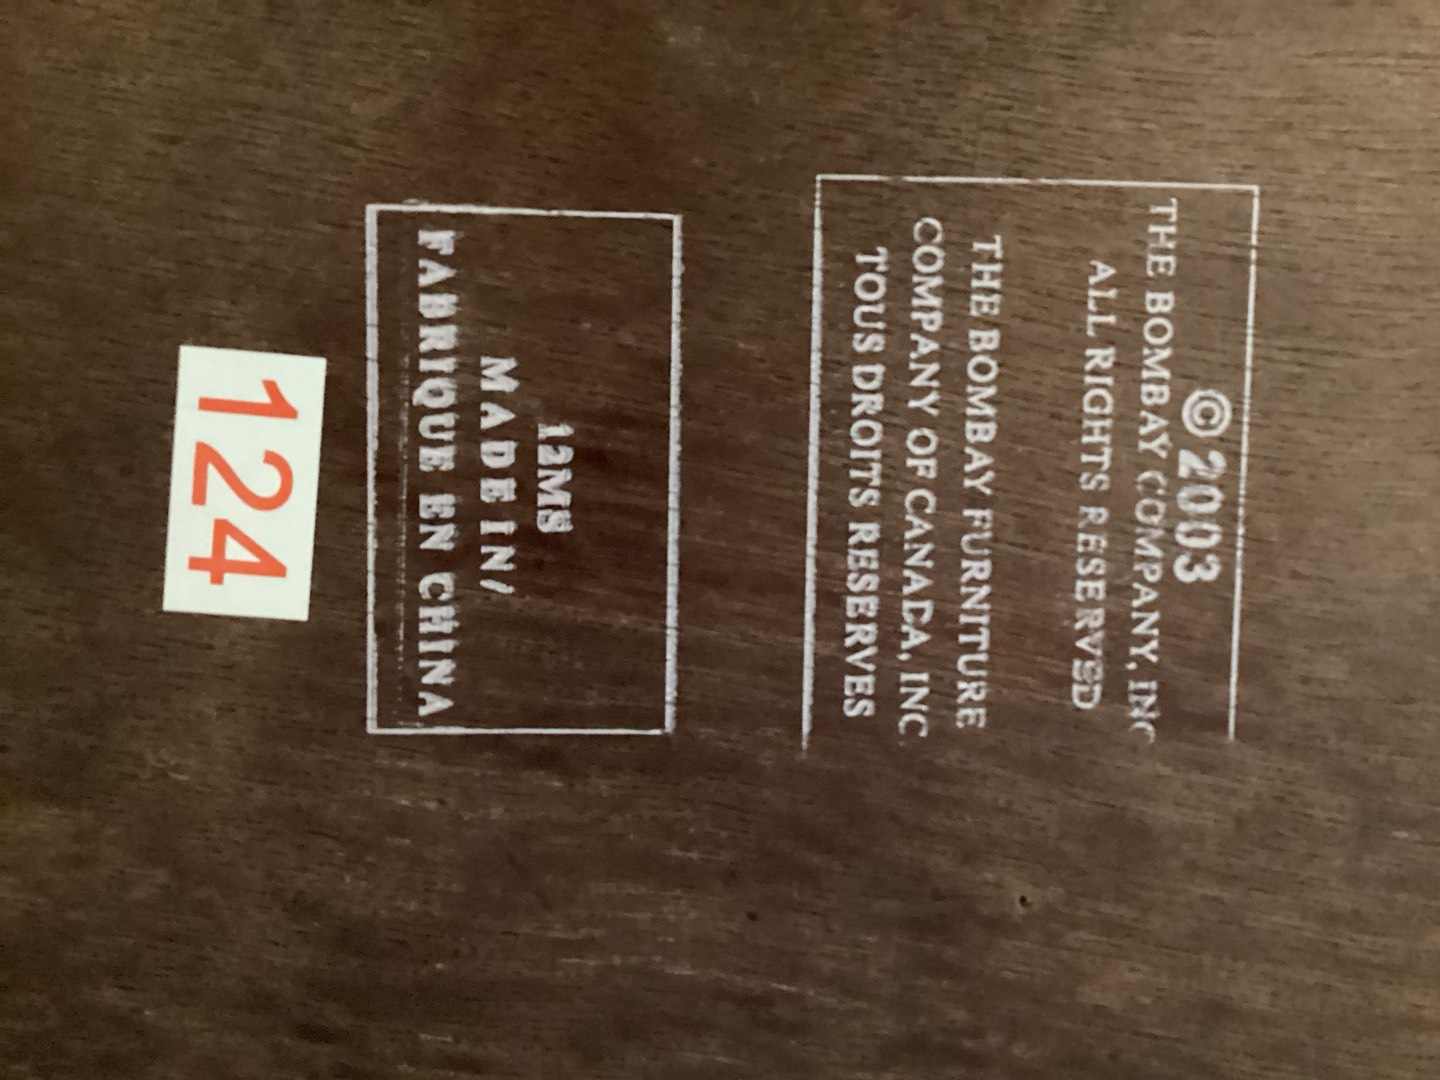 © 2003
THE BOMBAY COMPANY, INC
ALL RIGHTS RESERVED
THE BOMBAY FURNITURE
COMPANY OF CANADA, INC
TOUS DROITS RESERVES
MADE IN/
FABRIQUE EN CHINA
124